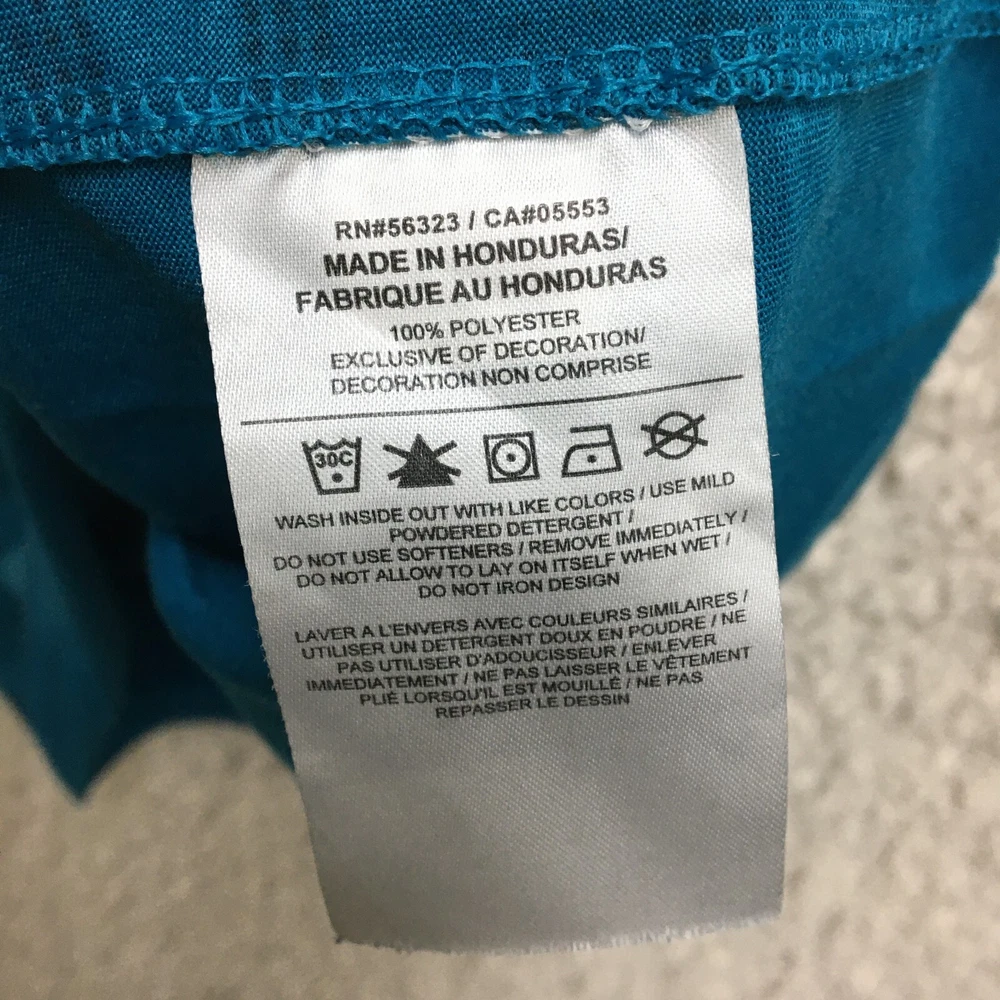 RN#56323 / CA#05553
MADE IN HONDURAS/
FABRIQUE AU HONDURAS
100% POLYESTER
EXCLUSIVE OF DECORATION/
DECORATION NON COMPRISE
30C
WASH INSIDE OUT WITH LIKE COLORS / USE MILD
POWDERED DETERGENT /
DO NOT USE SOFTENERS / REMOVE IMMEDIATELY /
DO NOT ALLOW TO LAY ON ITSELF WHEN WET /
DO NOT IRON DESIGN
LAVER A L'ENVERS AVEC COULEURS SIMILAIRES /
UTILISER UN DETERGENT DOUX EN POUDRE / NE
PAS UTILISER D'ADOUCISSEUR / ENLEVER
IMMEDIATEMENT / NE PAS LAISSER LE VÊTEMENT
PLIÉ LORSQU'IL EST MOUILLÉ / NE PAS
REPASSER LE DESSIN